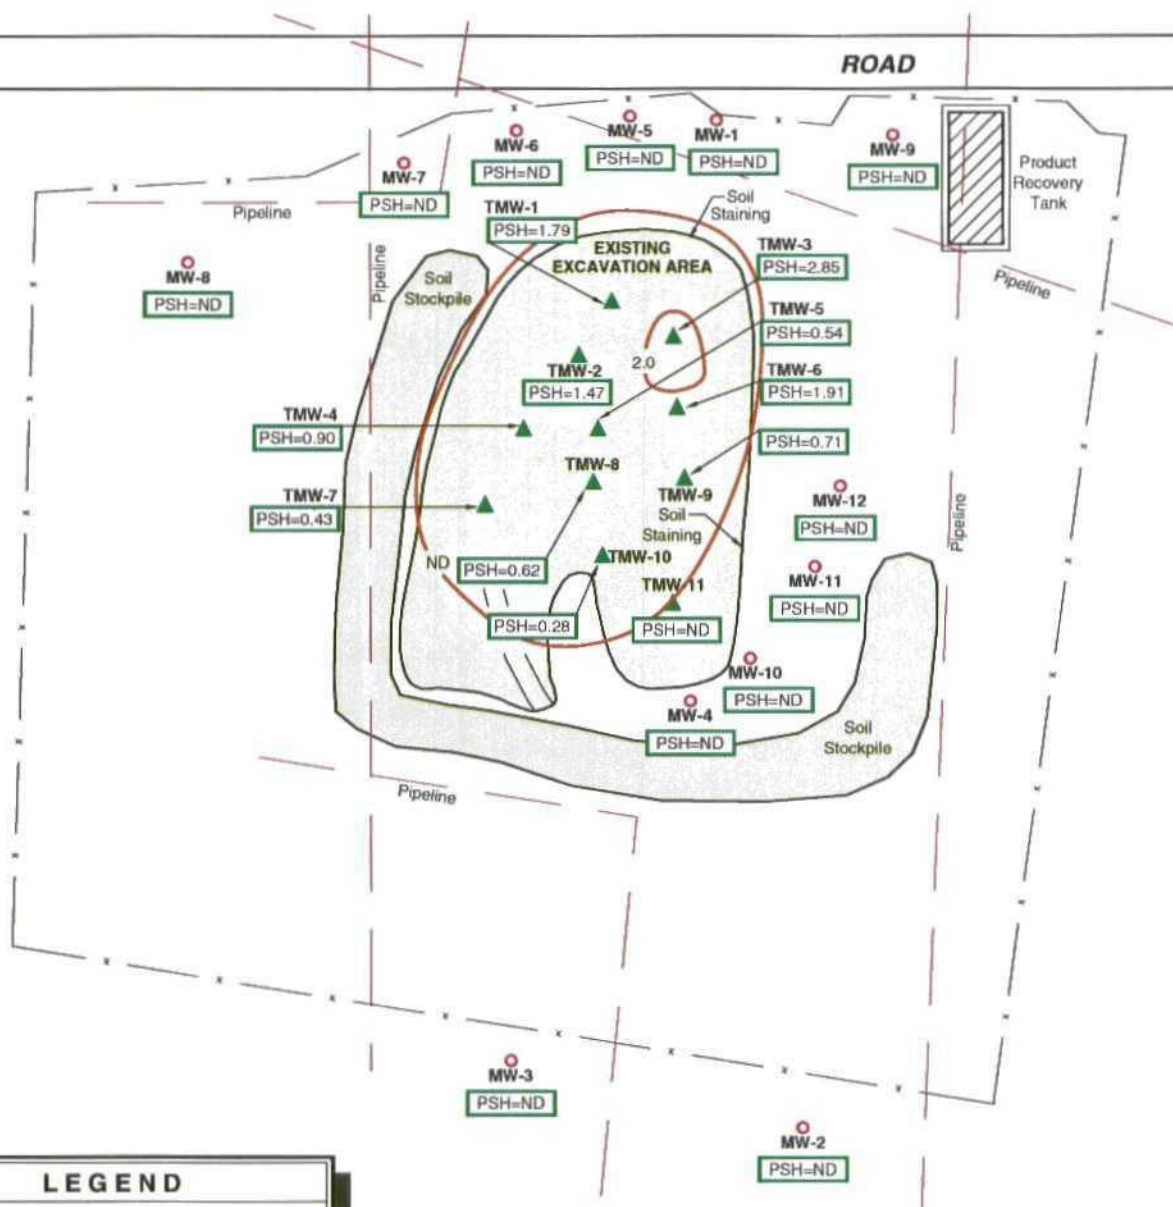 ROAD
MW-6
PSH=ND
MW-5
PSH=ND
MW-1
PSH=ND
MW-9
PSH=ND
Product
Recovery
Tank
MW-7
PSH=ND
Pipeline
TMW-1
PSH=1.79
Soil
Staining
EXISTING
EXCAVATION AREA
TMW-3
PSH=2.85
MW-8
PSH=ND
Pipeline
Soil
Stockpile
Pipeline
TMW-5
PSH=0.54
2.0
TMW-2
PSH=1.47
TMW-6
PSH=1.91
TMW-4
PSH=0.90
PSH=0.71
TMW-8
TMW-9
TMW-7
PSH=0.43
Soil
Staining
MW-12
PSH=ND
Pipeline
ND
PSH=0.62
TMW-10
TMW-11
MW-11
PSH=ND
PSH=0.28
PSH=ND
MW-10
PSH=ND
MW-4
PSH=ND
Soil
Stockpile
Pipeline
MW-3
PSH=ND
MW-2
PSH=ND
LEGEND